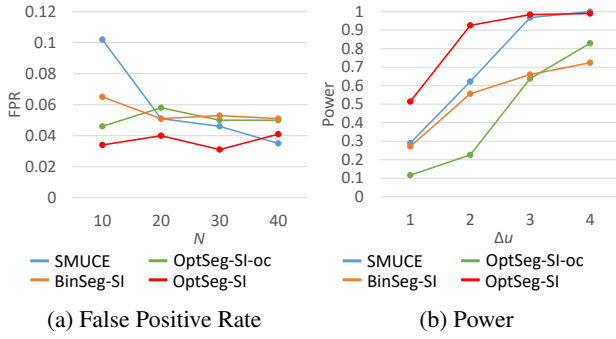 0.12
0.1
0.08
0.06
0.04
0.02
0
FPR
10 20 30 40
N
SMUCE OptSeg-SI-oc
BinSeg-SI OptSeg-SI
(a) False Positive Rate
1
0.9
0.8
0.7
0.6
0.5
0.4
0.3
0.2
0.1
0
Power
1 2 3 4
Δu
SMUCE OptSeg-SI-oc
BinSeg-SI OptSeg-SI
(b) Power